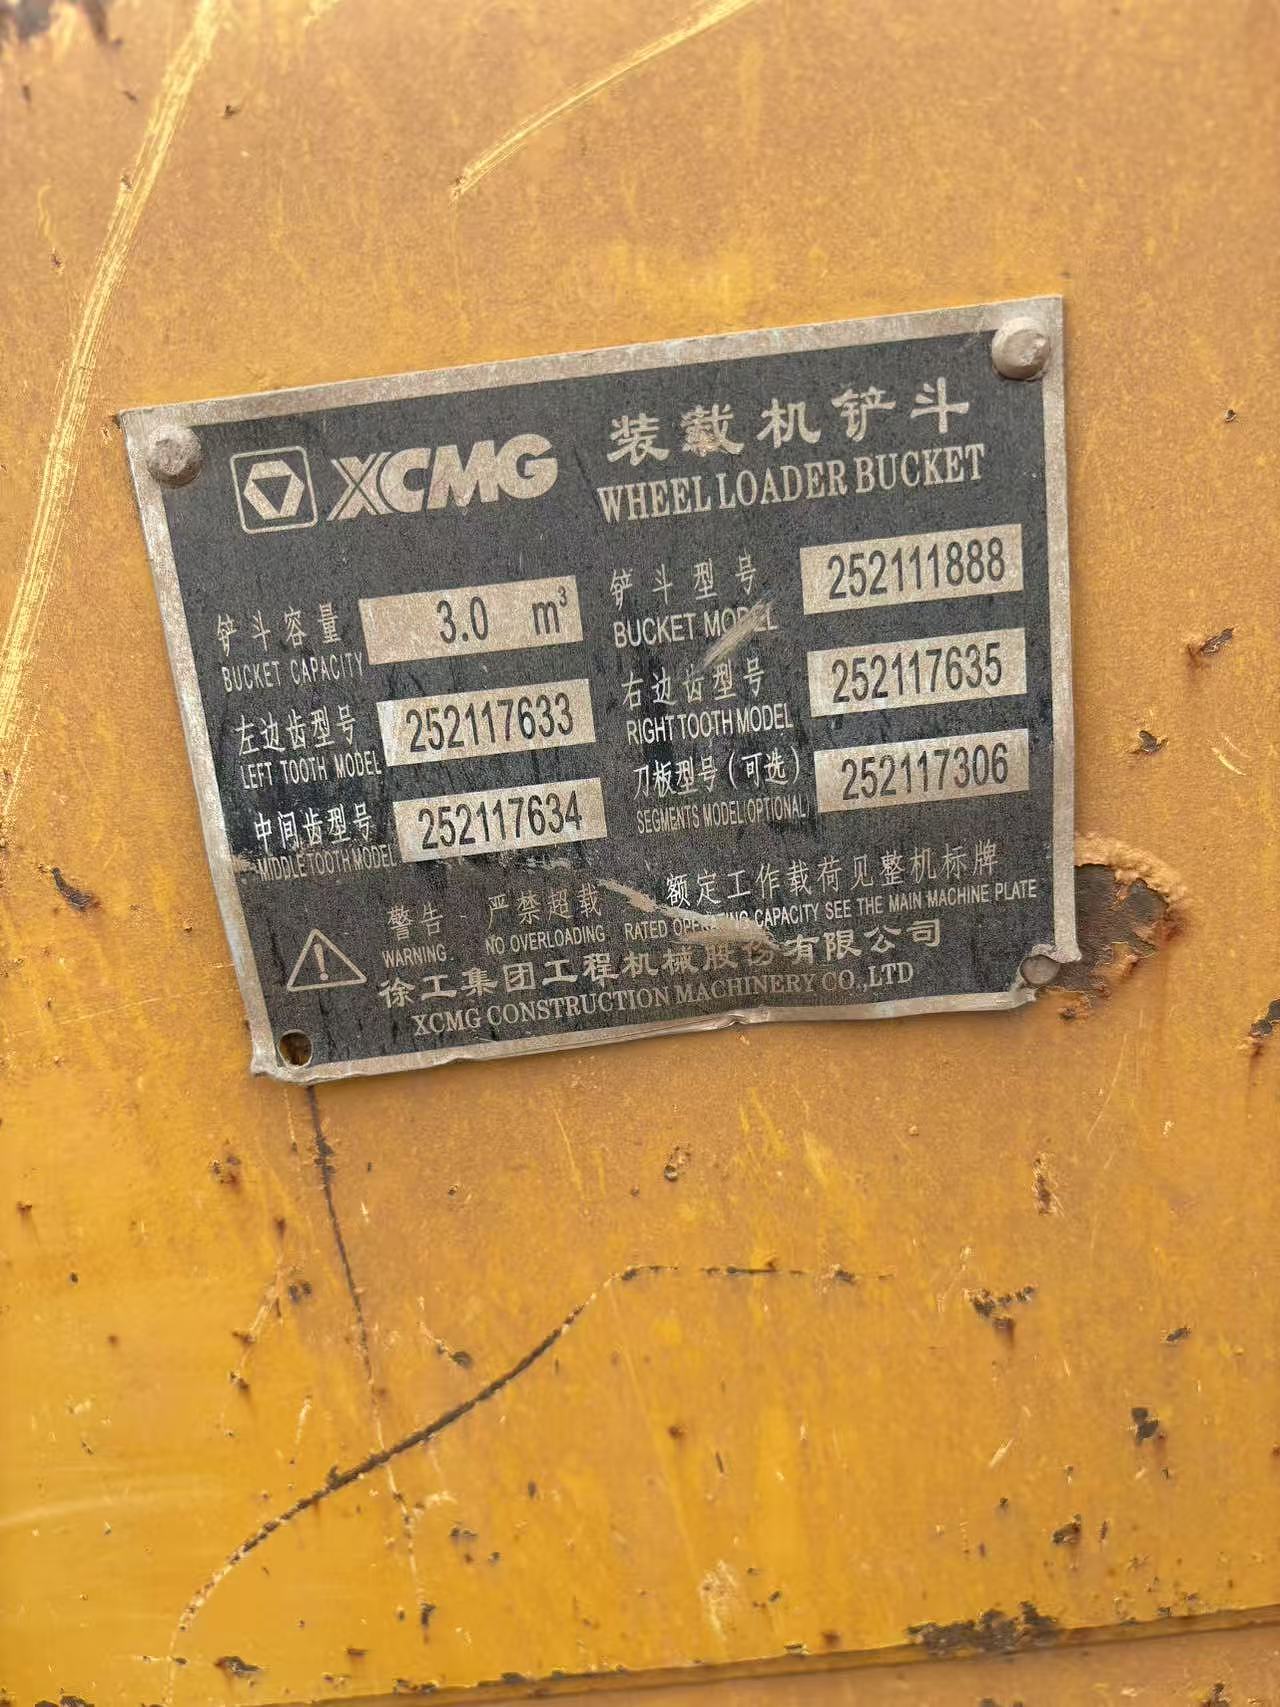 XCMG 装载机铲斗
WHEEL LOADER BUCKET
铲斗容量 3.0 m³
BUCKET CAPACITY
铲斗型号 252111888
BUCKET MODEL
左边齿型号 252117633
LEFT TOOTH MODEL
右边齿型号 252117635
RIGHT TOOTH MODEL
中间齿型号 252117634
MIDDLE TOOTH MODEL
刀板型号(可选) 252117306
SEGMENTS MODEL(OPTIONAL)
警告 严禁超载 额定工作载荷见整机标牌
WARNING. NO OVERLOADING RATED OPERATING CAPACITY SEE THE MAIN MACHINE PLATE
徐工集团工程机械股份有限公司
XCMG CONSTRUCTION MACHINERY CO.,LTD